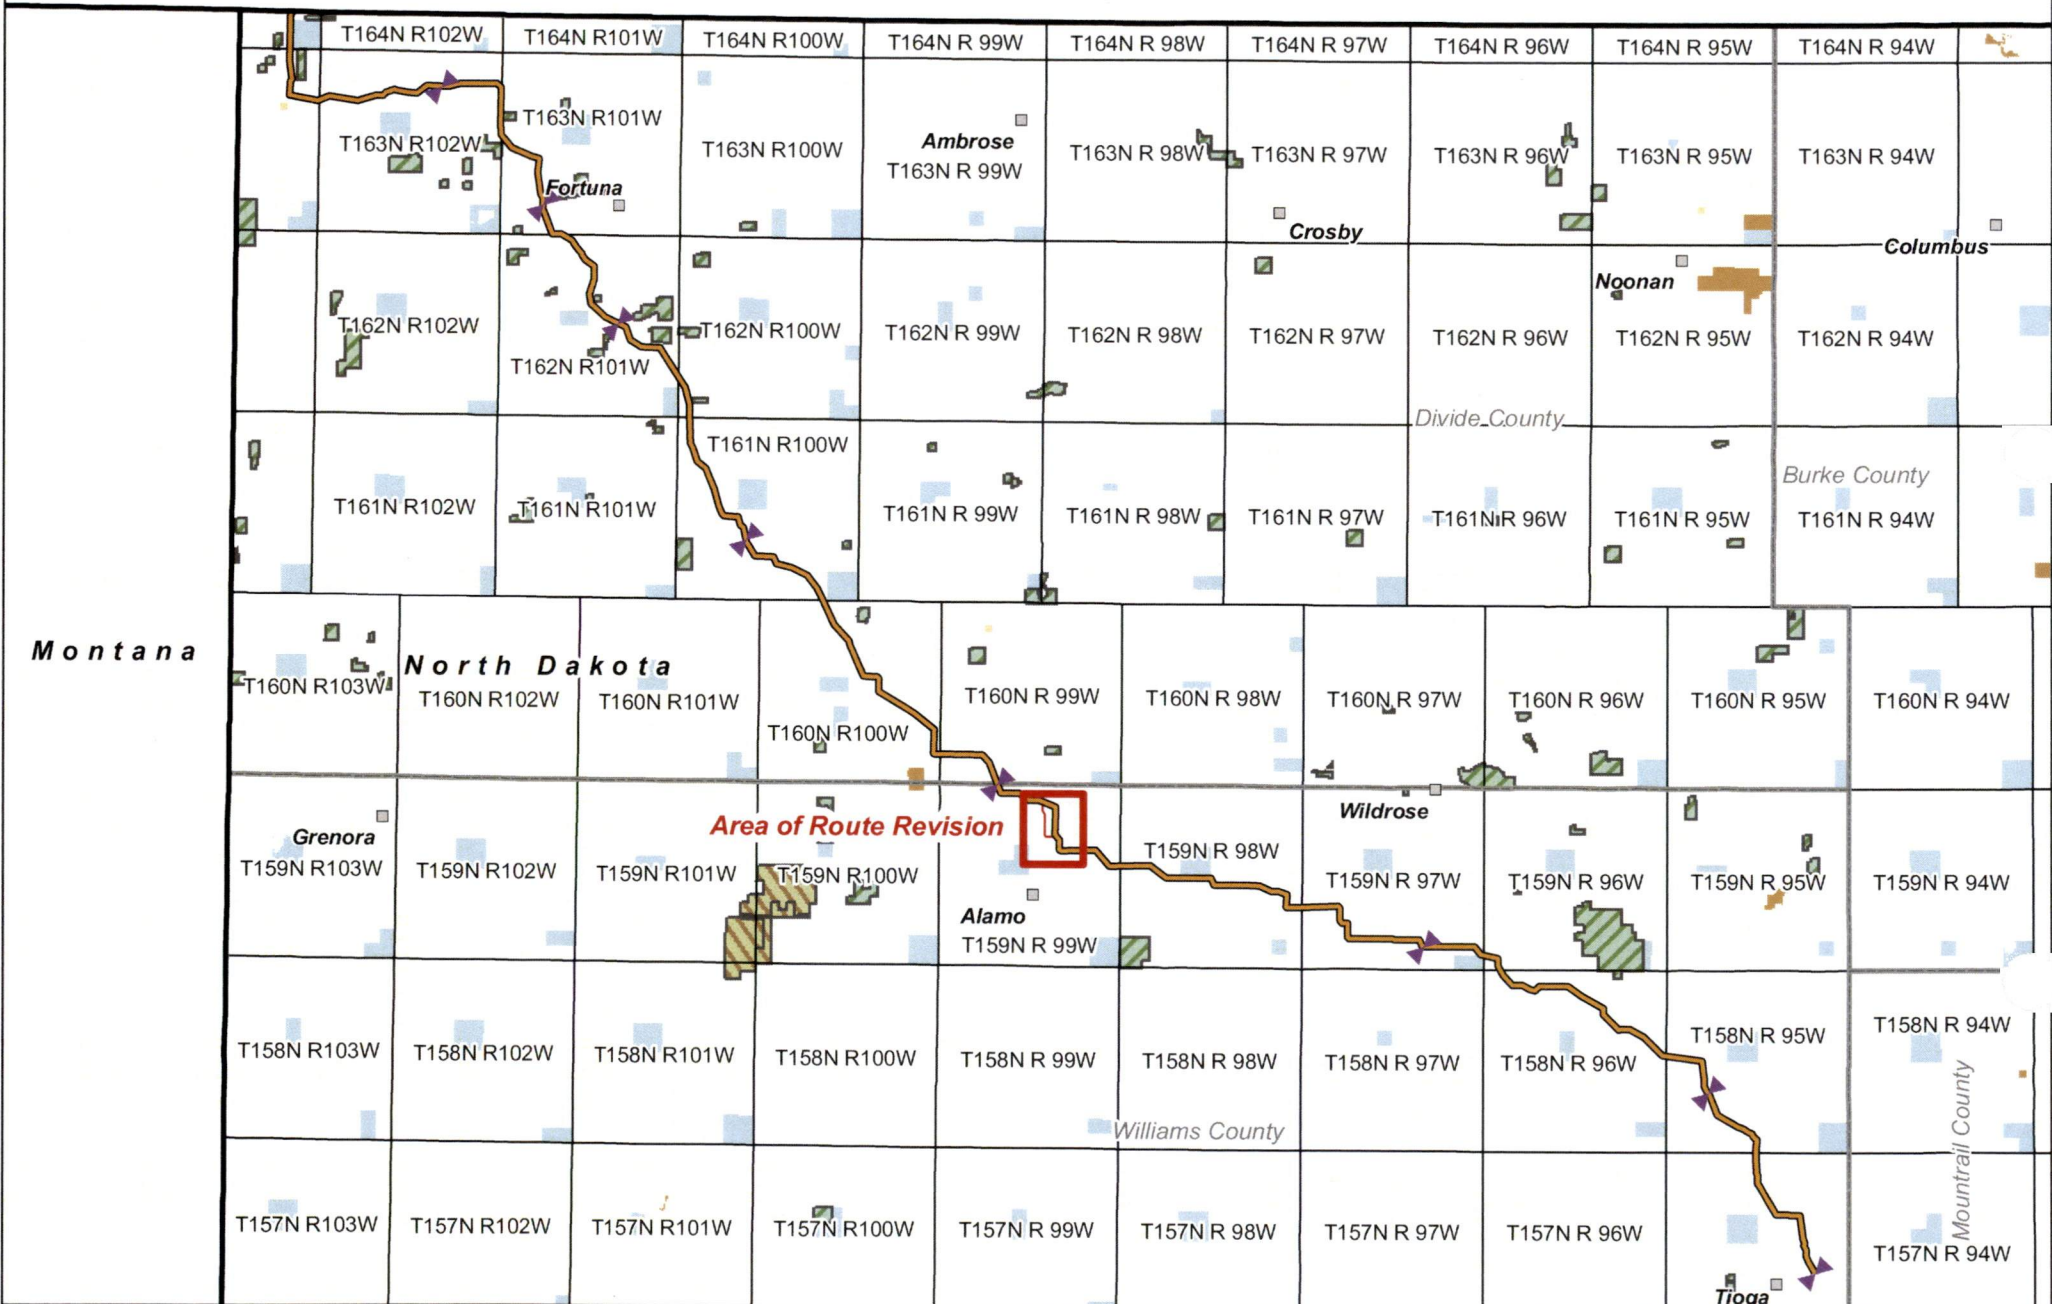 T164N R102W
T164N R101W
T164N R100W
T164N R 99W
T164N R 98W
T164N R 97W
T164N R 96W
T164N R 95W
T164N R 94W
T163N R102W
T163N R101W
T163N R100W
Ambrose
T163N R 99W
T163N R 98W
T163N R 97W
T163N R 96W
T163N R 95W
T163N R 94W
Fortuna
Crosby
Columbus
Noonan
T162N R102W
T162N R101W
T162N R100W
T162N R 99W
T162N R 98W
T162N R 97W
T162N R 96W
T162N R 95W
T162N R 94W
Divide County
Burke County
T161N R102W
T161N R101W
T161N R100W
T161N R 99W
T161N R 98W
T161N R 97W
T161N R 96W
T161N R 95W
T161N R 94W
Montana
North Dakota
T160N R103W
T160N R102W
T160N R101W
T160N R100W
T160N R 99W
T160N R 98W
T160N R 97W
T160N R 96W
T160N R 95W
T160N R 94W
Area of Route Revision
Wildrose
Grenora
T159N R103W
T159N R102W
T159N R101W
T159N R100W
Alamo
T159N R 99W
T159N R 98W
T159N R 97W
T159N R 96W
T159N R 95W
T159N R 94W
T158N R103W
T158N R102W
T158N R101W
T158N R100W
T158N R 99W
T158N R 98W
T158N R 97W
T158N R 96W
T158N R 95W
T158N R 94W
Williams County
Mountrail County
T157N R103W
T157N R102W
T157N R101W
T157N R100W
T157N R 99W
T157N R 98W
T157N R 97W
T157N R 96W
T157N R 94W
Tioga